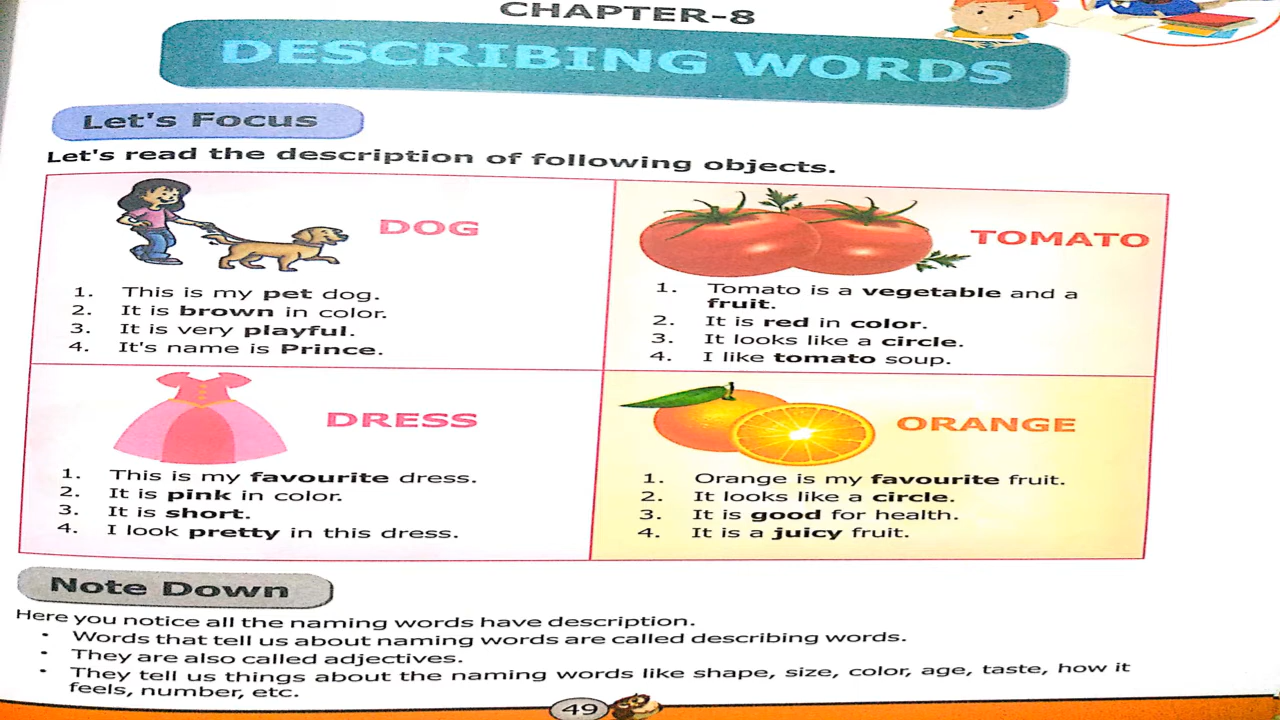 CHAPTER-8
DESCRIBING WORDS
Let's Focus
Let's read the description of following objects.
DOG
1. This is my pet dog.
2. It is brown in color.
3. It is very playful.
4. It's name is Prince.
TOMATO
1. Tomato is a vegetable and a
fruit.
2. It is red in color.
3. It looks like a circle.
4. I like tomato soup.
DRESS
1. This is my favourite dress.
2. It is pink in color.
3. It is short.
4. I look pretty in this dress.
ORANGE
1. Orange is my favourite fruit.
2. It looks like a circle.
3. It is good for health.
4. It is a juicy fruit.
Note Down
Here you notice all the naming words have description.
• Words that tell us about naming words are called describing words.
• They are also called adjectives.
• They tell us things about the naming words like shape, size, color, age, taste, how it
feels, number, etc.
49